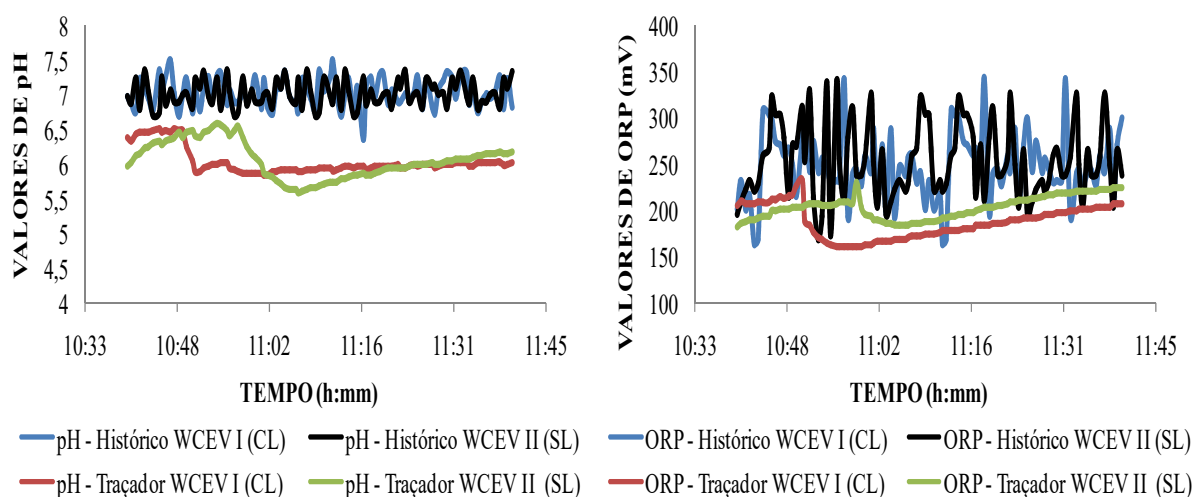 VALORES DE pH
8
7,5
7
6,5
6
5,5
5
4,5
4
10:33 10:48 11:02 11:16 11:31 11:45
TEMPO (h:mm)
pH - Histórico WCEV I (CL) pH - Histórico WCEV II (SL)
pH - Traçador WCEV I (CL) pH - Traçador WCEV II (SL)
VALORES DE ORP (mV)
400
350
300
250
200
150
100
10:33 10:48 11:02 11:16 11:31 11:45
TEMPO (h:mm)
ORP - Histórico WCEV I (CL) ORP - Histórico WCEV II (SL)
ORP - Traçador WCEV I (CL) ORP - Traçador WCEV II (SL)